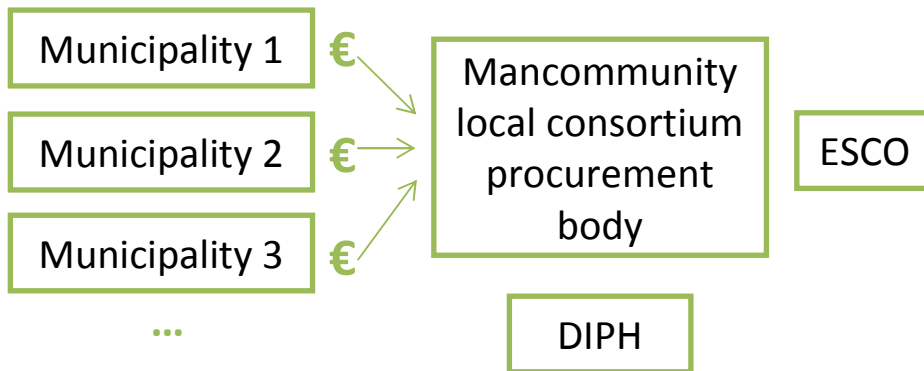 Municipality 1
€
Municipality 2
€
Municipality 3
€
...
Mancommunity
local consortium
procurement
body
ESCO
DIPH